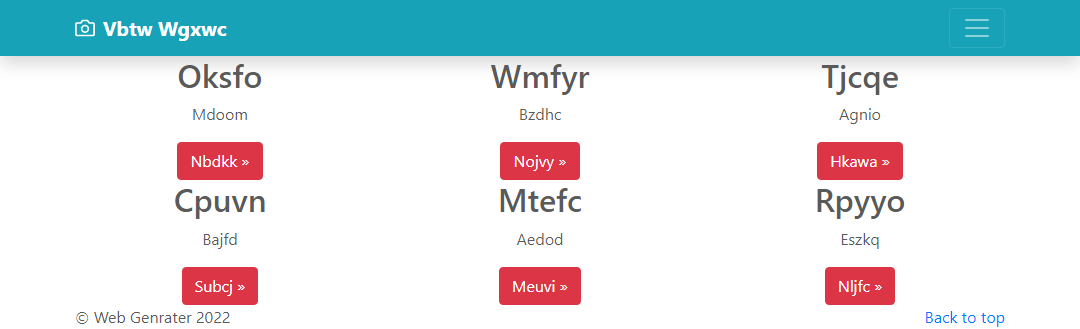 Vbtw Wgxwc
Oksfo Wmfyr Tjcqe
Mdoom Bzdhc Agnio
Nbdkk » Nojvy » Hkawa »
Cpuvn Mtefc Rpyyo
Bajfd Aedod Eszkq
Subcj » Meuvi » Nljfc »
© Web Genrater 2022 Back to top